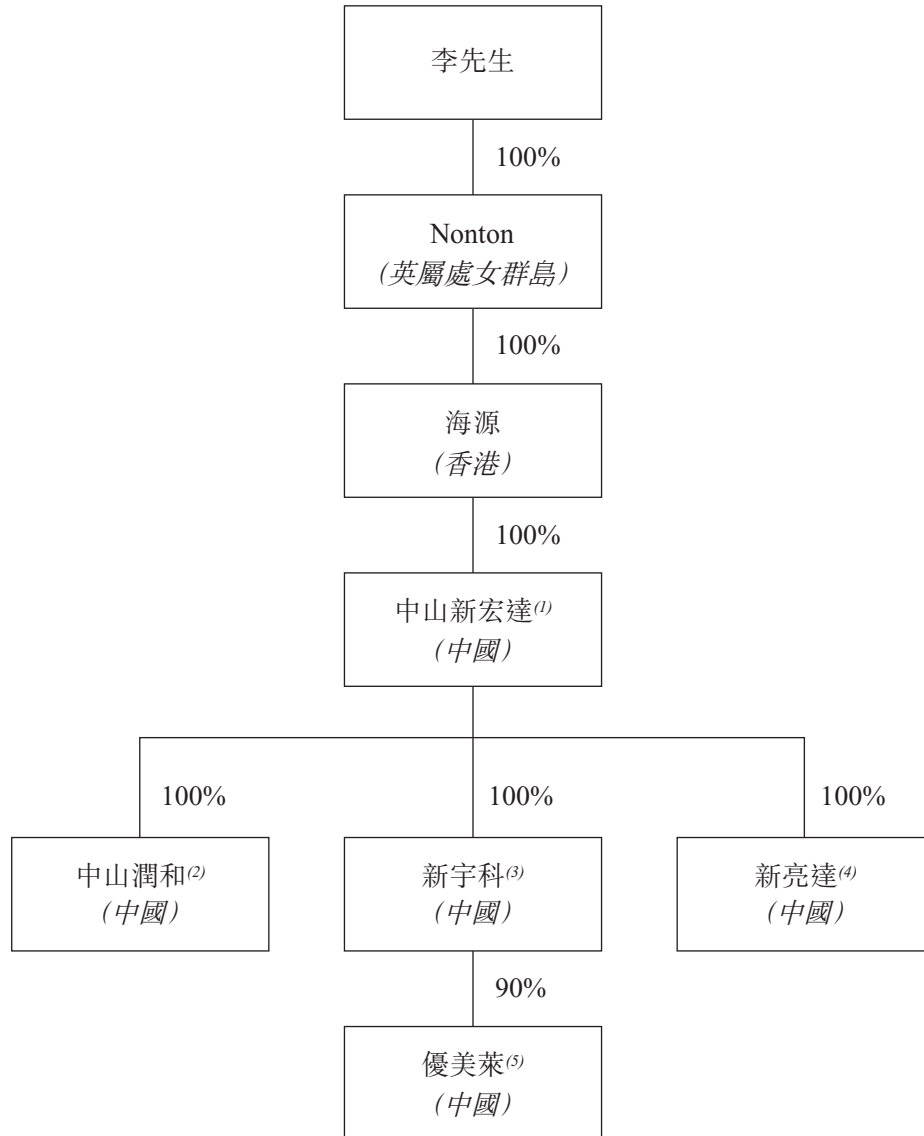 李先生
100%
Nonton
(英屬處女群島)
100%
海源
(香港)
100%
中山新宏達(1)
(中國)
100%
100%
100%
中山潤和(2)
(中國)
新宇科(3)
(中國)
新亮達(4)
(中國)
90%
優美萊(5)
(中國)